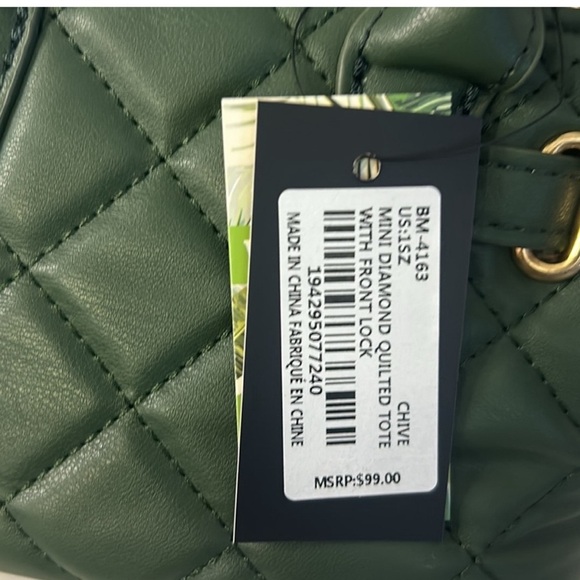 BM-4163
US:1SZ CHIVE
MINI DIAMOND QUILTED TOTE
WITH FRONT LOCK
194295077240
MADE IN CHINA FABRIQUÉ EN CHINE
MSRP:$99.00